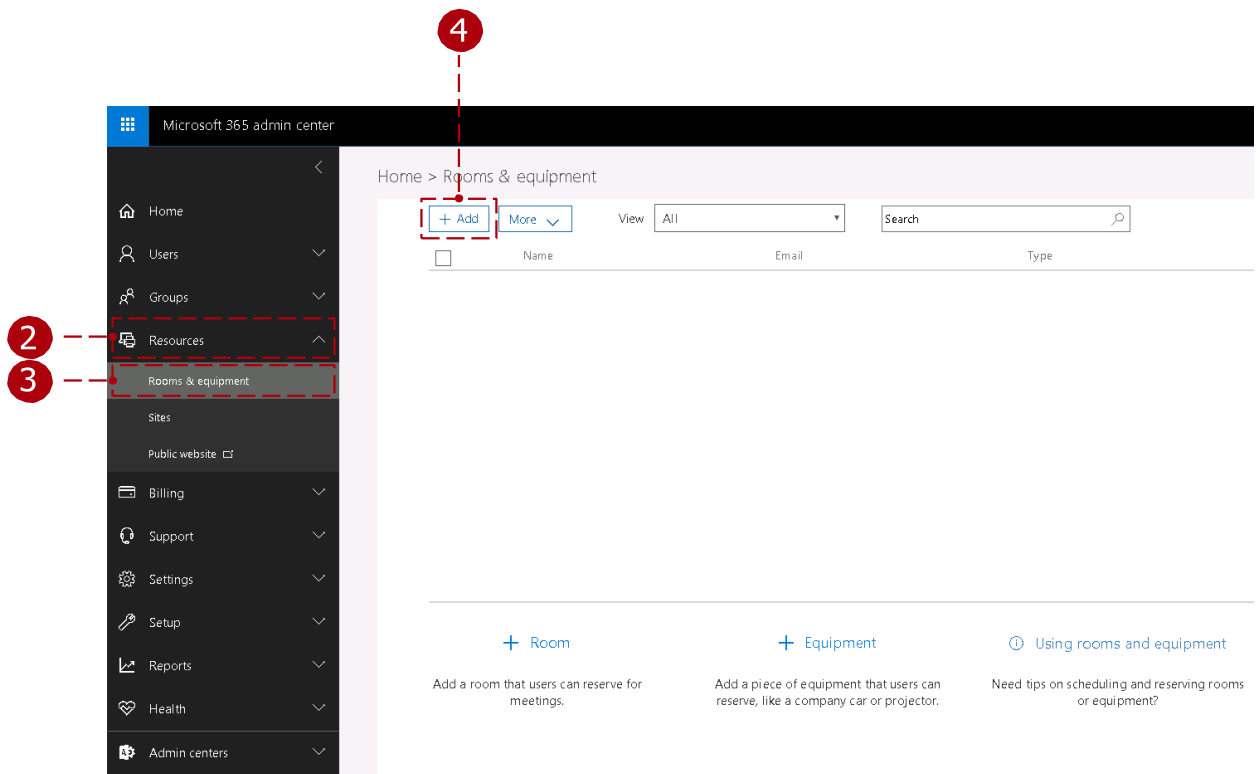 4
Microsoft 365 admin center
Home > Rooms & equipment
+ Add
More
View
All
Search
Name
Email
Type
Home
Users
Groups
2
Resources
3
Rooms & equipment
Sites
Public website
Billing
Support
Settings
Setup
Reports
Health
Admin centers
+ Room
Add a room that users can reserve for
meetings.
+ Equipment
Add a piece of equipment that users can
reserve, like a company car or projector.
Using rooms and equipment
Need tips on scheduling and reserving rooms
or equipment?